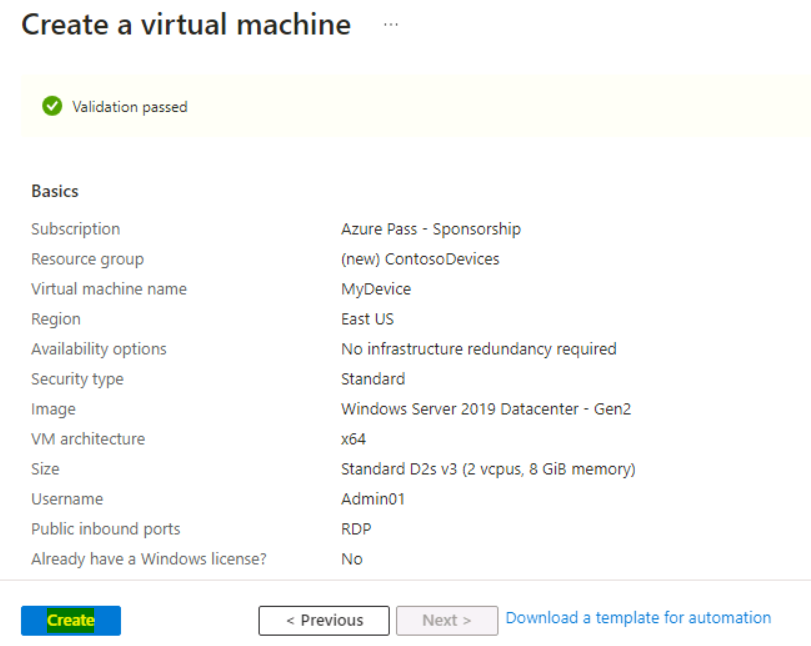 Create a virtual machine ...
Validation passed
Basics
Subscription Azure Pass - Sponsorship
Resource group (new) ContosoDevices
Virtual machine name MyDevice
Region East US
Availability options No infrastructure redundancy required
Security type Standard
Image Windows Server 2019 Datacenter - Gen2
VM architecture x64
Size Standard D2s v3 (2 vcpus, 8 GiB memory)
Username Admin01
Public inbound ports RDP
Already have a Windows license? No
Create < Previous Next > Download a template for automation